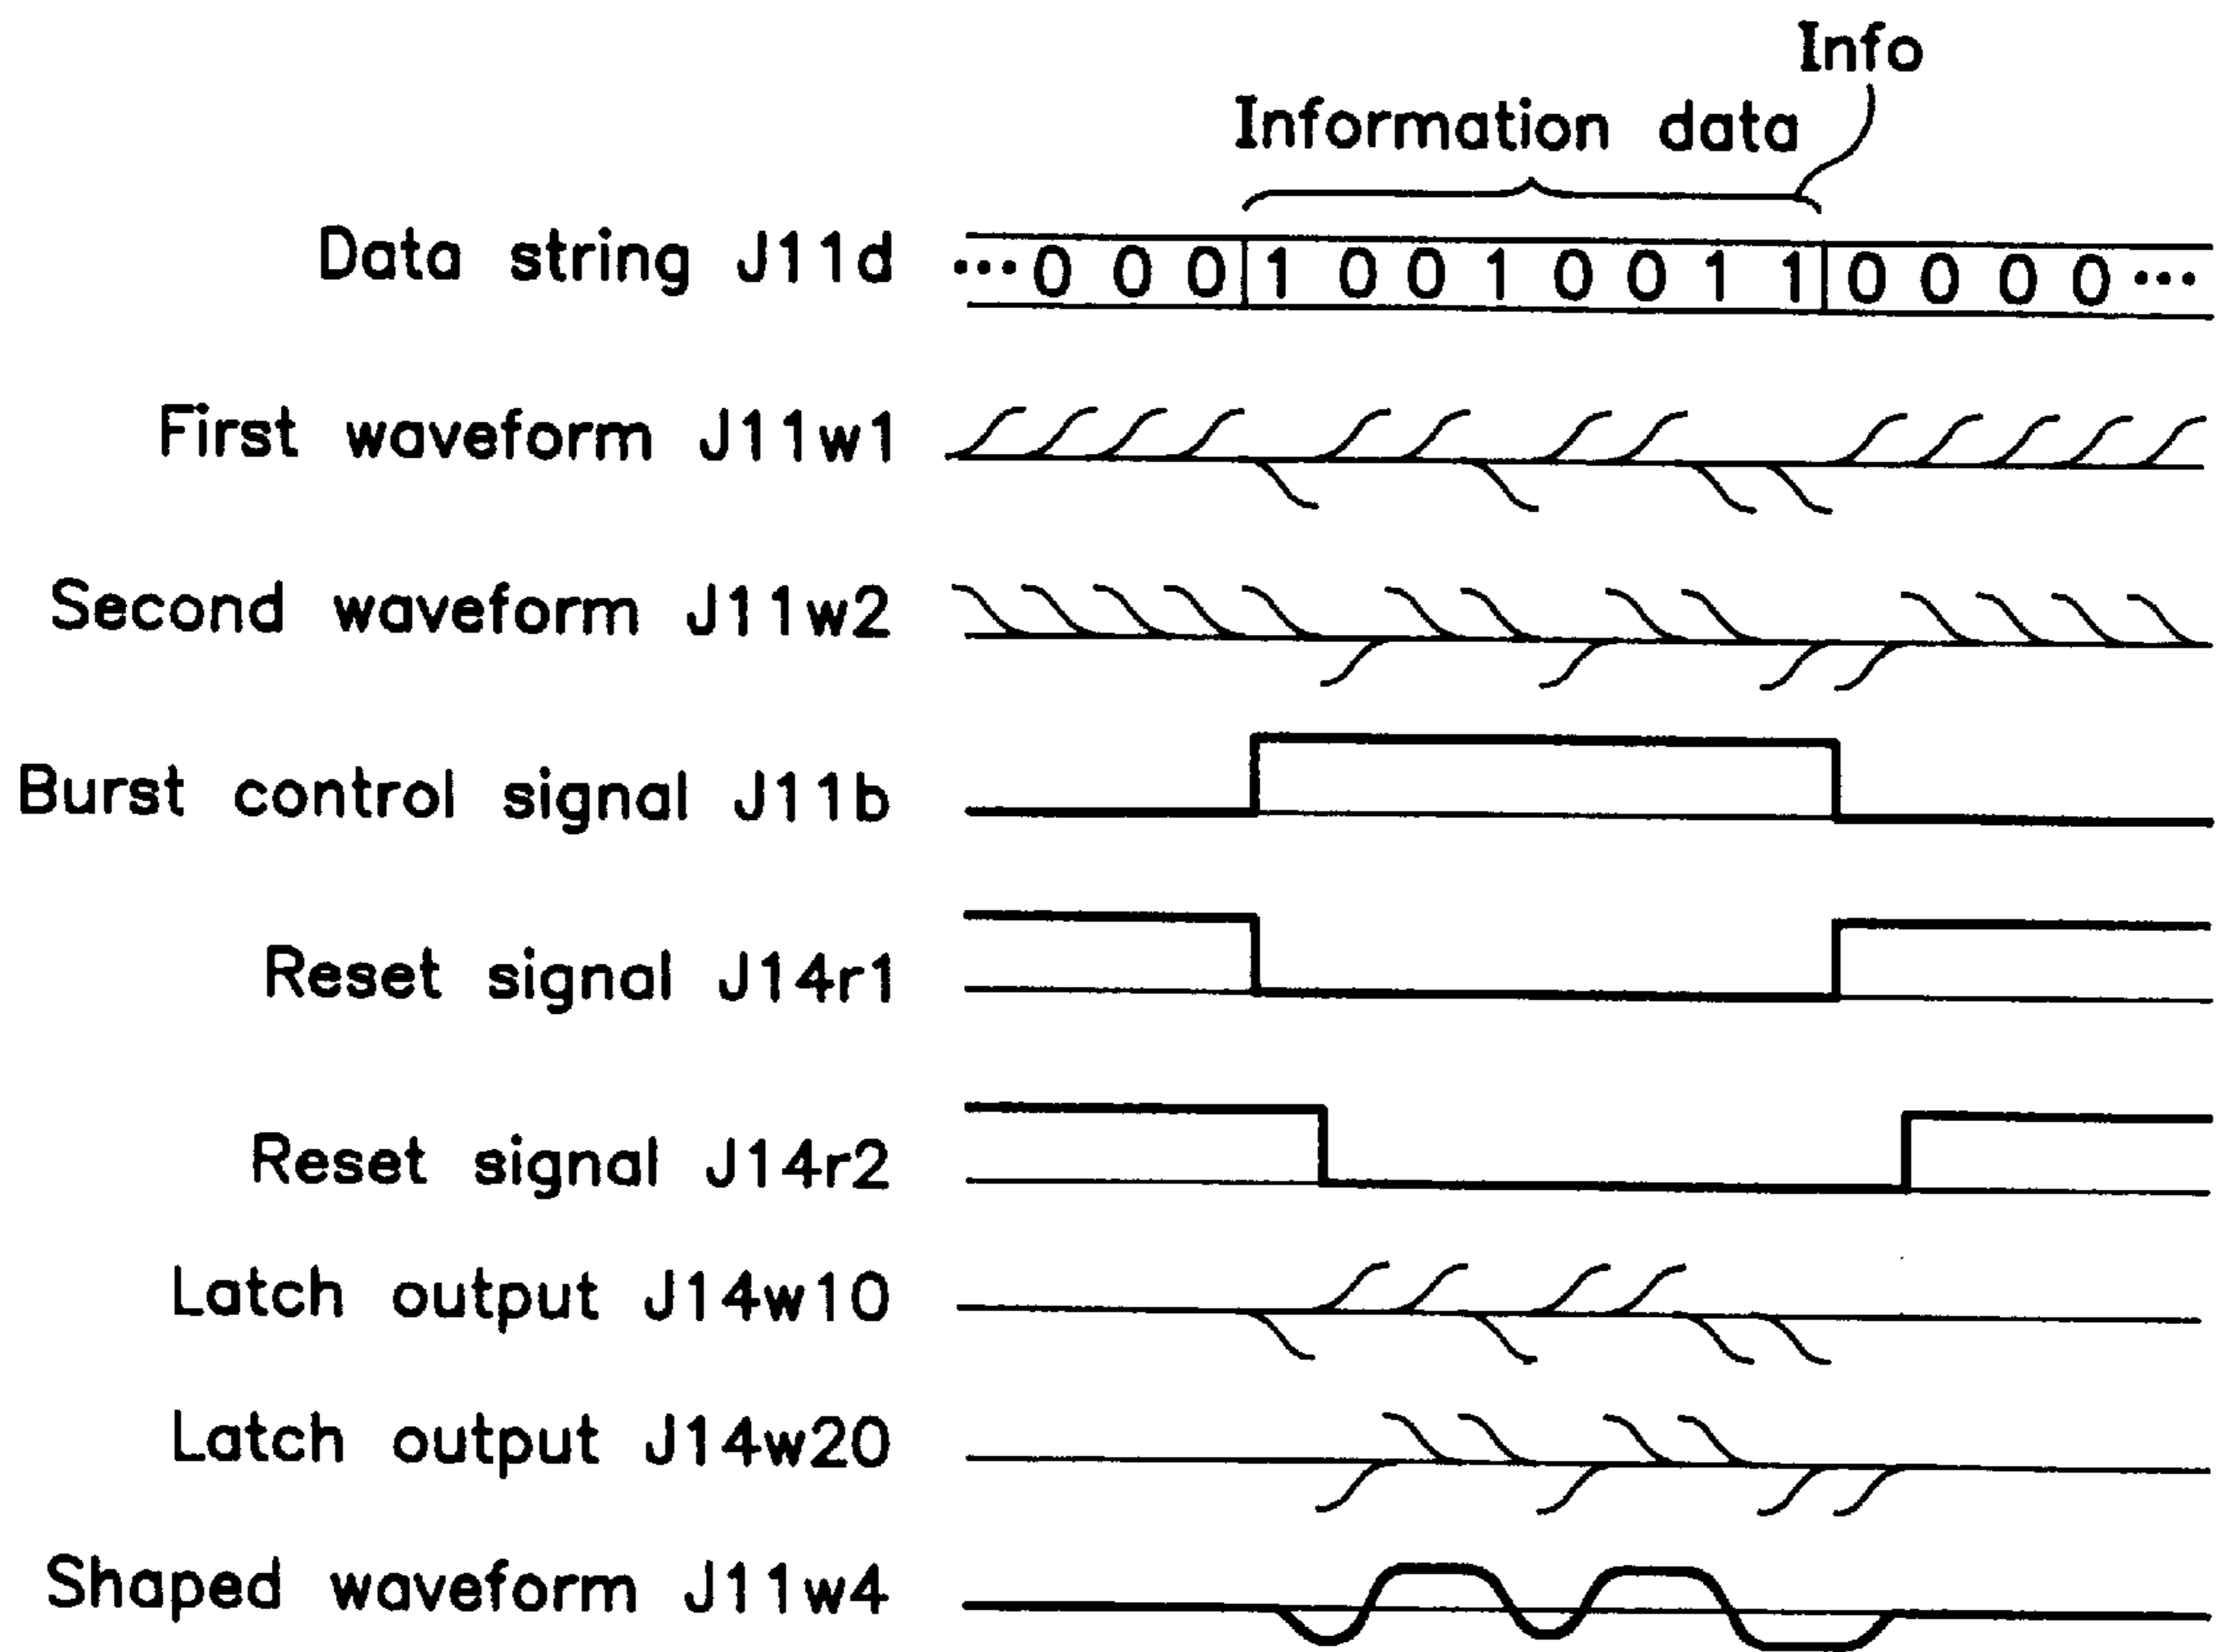 Info
Information data
Data string J11d ···0 0 0 1 0 0 1 0 0 1 1 0 0 0 0···
First waveform J11w1
Second waveform J11w2
Burst control signal J11b
Reset signal J14r1
Reset signal J14r2
Latch output J14w10
Latch output J14w20
Shaped waveform J11w4